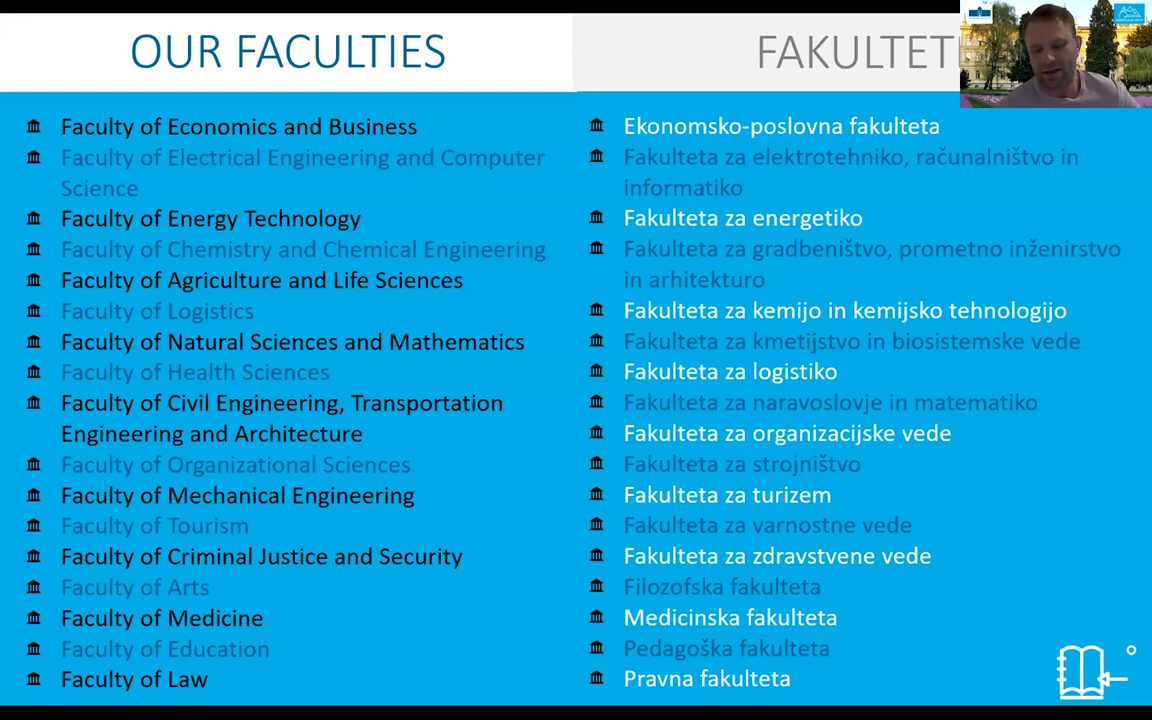 OUR FACULTIES
Faculty of Economics and Business
Faculty of Electrical Engineering and Computer
Science
Faculty of Energy Technology
Faculty of Chemistry and Chemical Engineering
Faculty of Agriculture and Life Sciences
Faculty of Logistics
Faculty of Natural Sciences and Mathematics
Faculty of Health Sciences
Faculty of Civil Engineering, Transportation
Engineering and Architecture
Faculty of Organizational Sciences
Faculty of Mechanical Engineering
Faculty of Tourism
Faculty of Criminal Justice and Security
Faculty of Arts
Faculty of Medicine
Faculty of Education
Faculty of Law
FAKULTET
Ekonomsko-poslovna fakulteta
Fakulteta za elektrotehniko, računalništvo in
informatiko
Fakulteta za energetiko
Fakulteta za gradbeništvo, prometno inženirstvo
in arhitekturo
Fakulteta za kemijo in kemijsko tehnologijo
Fakulteta za kmetijstvo in biosistemske vede
Fakulteta za logistiko
Fakulteta za naravoslovje in matematiko
Fakulteta za organizacijske vede
Fakulteta za strojništvo
Fakulteta za turizem
Fakulteta za varnostne vede
Fakulteta za zdravstvene vede
Filozofska fakulteta
Medicinska fakulteta
Pedagoška fakulteta
Pravna fakulteta